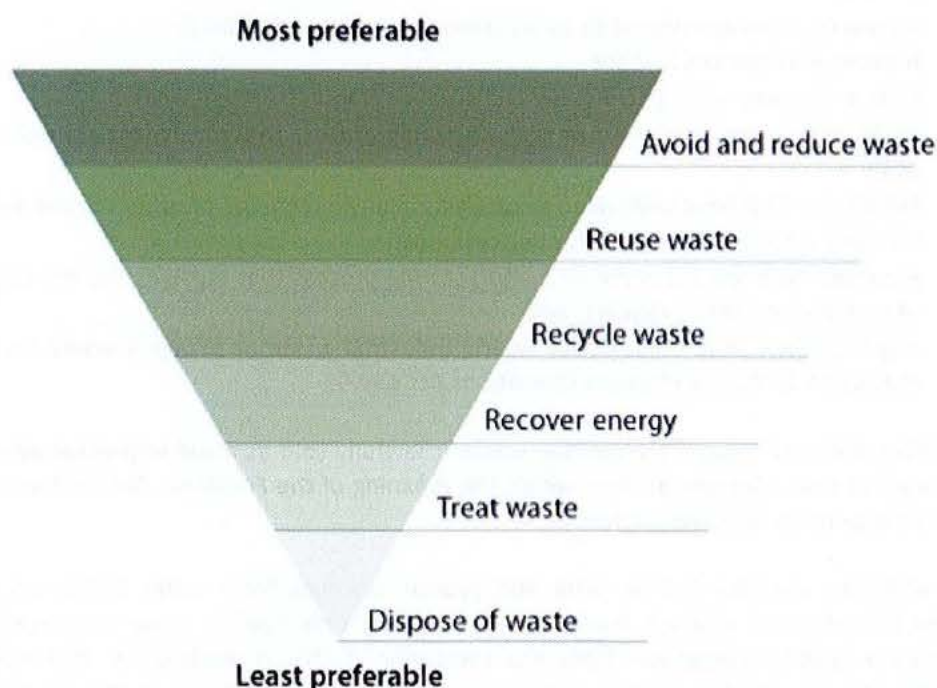 Most preferable
Avoid and reduce waste
Reuse waste
Recycle waste
Recover energy
Treat waste
Dispose of waste
Least preferable